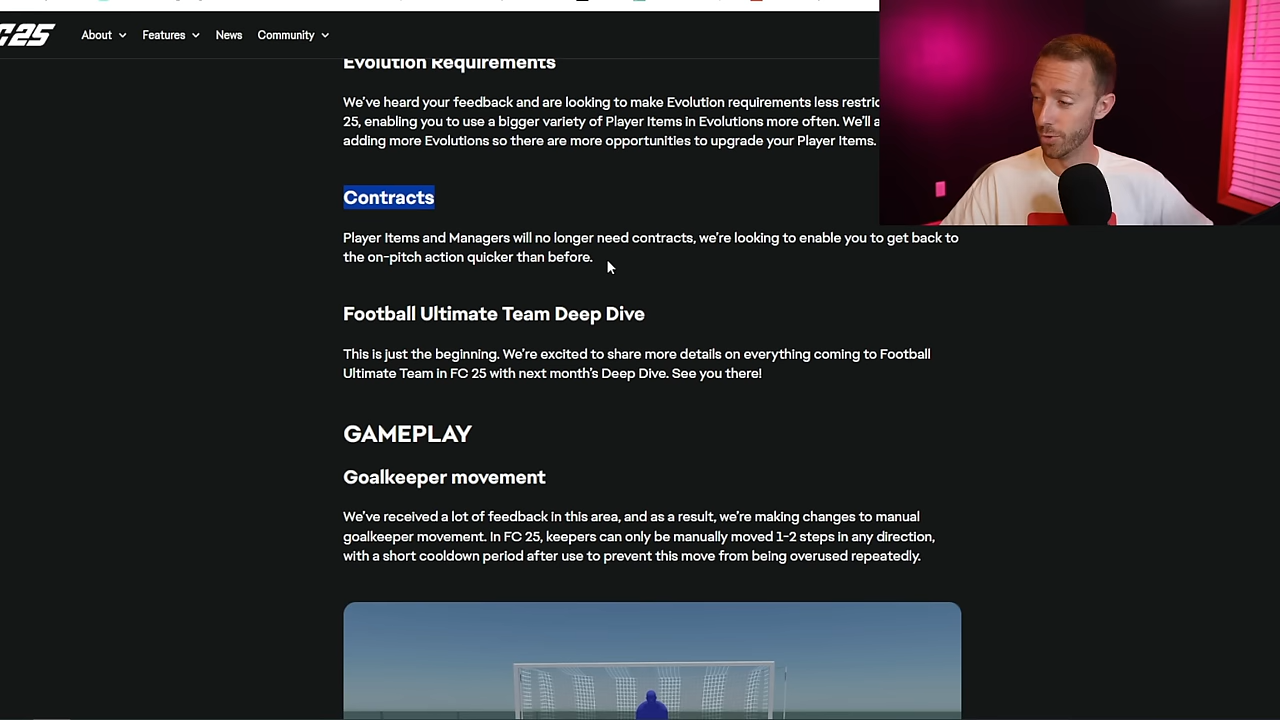 C25
About
Features
News
Community
Evolution Requirements
We've heard your feedback and are looking to make Evolution requirements less
25, enabling you to use a bigger variety of Player Items in Evolutions more often. We'll
adding more Evolutions so there are more opportunities to upgrade your Player Items.
Contracts
Player Items and Managers will no longer need contracts, we're looking to enable you to get back to
the on-pitch action quicker than before.
Football Ultimate Team Deep Dive
This is just the beginning. We're excited to share more details on everything coming to Football
Ultimate Team in FC 25 with next month's Deep Dive. See you there!
GAMEPLAY
Goalkeeper movement
We've received a lot of feedback in this area, and as a result, we're making changes to manual
goalkeeper movement. In FC 25, keepers can only be manually moved 1-2 steps in any direction,
with a short cooldown period after use to prevent this move from being overused repeatedly.